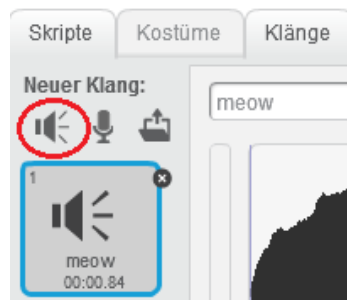 Skripte Kostüme Klänge
Neuer Klang:
meow
1
meow
00:00.84